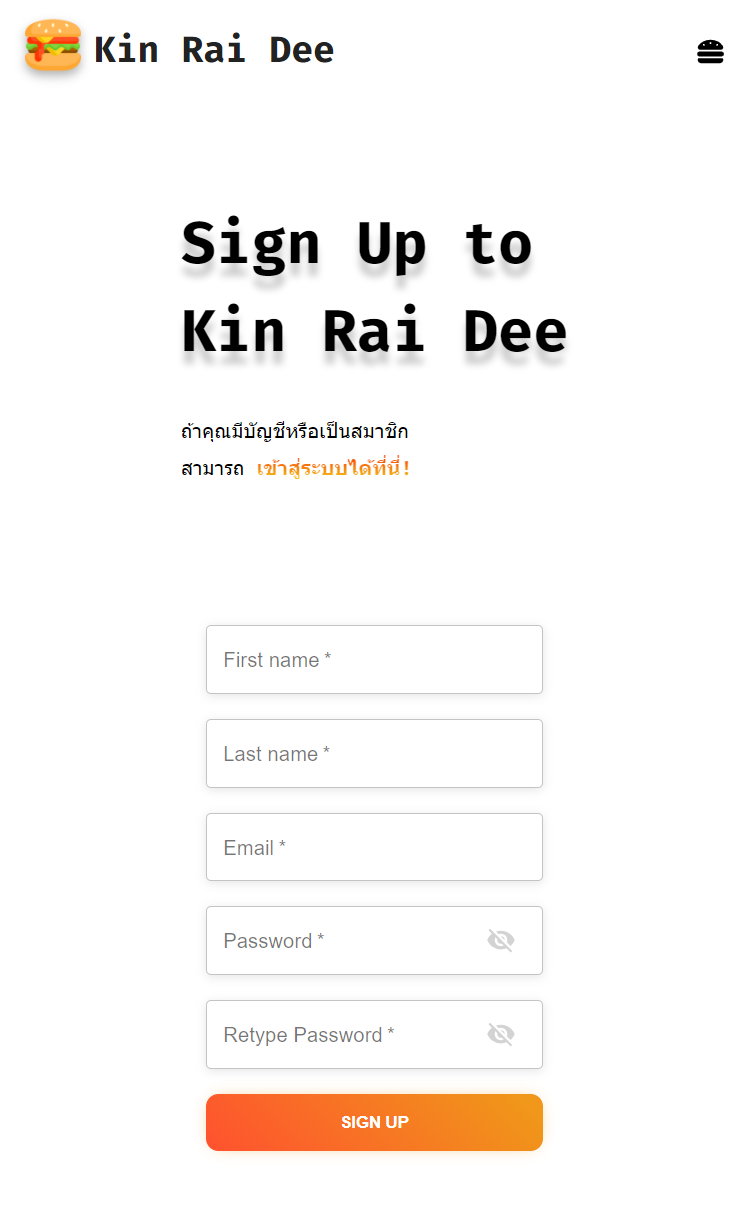 Kin Rai Dee
Sign Up to
Kin Rai Dee
ถ้าคุณมีบัญชีหรือเป็นสมาชิก
สามารถ เข้าสู่ระบบได้ที่นี่!
First name *
Last name *
Email *
Password *
Retype Password *
SIGN UP